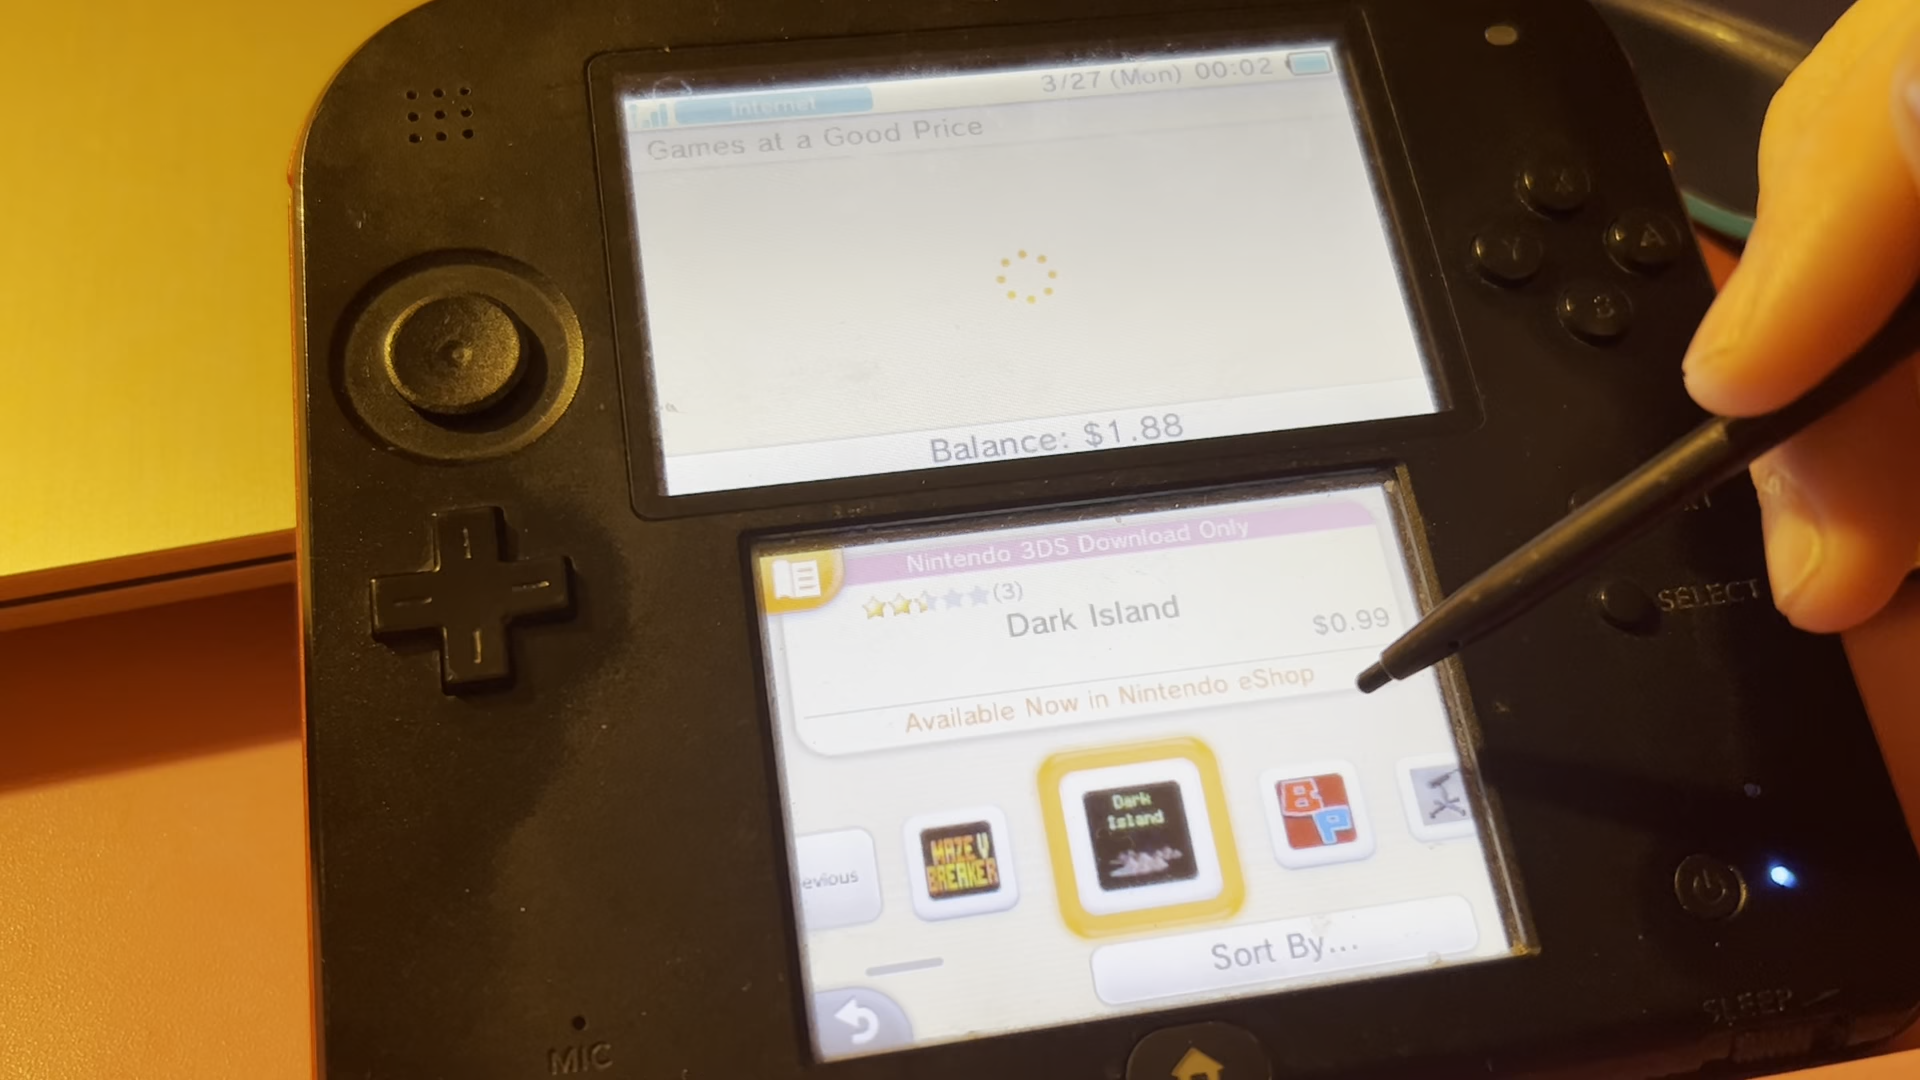 3/27 (Mon) 00:02
Internet
Games at a Good Price
Balance: $1.88
X
Y
A
B
SELECT
Nintendo 3DS Download Only
(3)
Dark Island
$0.99
Available Now in Nintendo eShop
evious
MAZE
BREAKER
V
Dark
Island
B
P
Sort By...
MIC
SLEEP